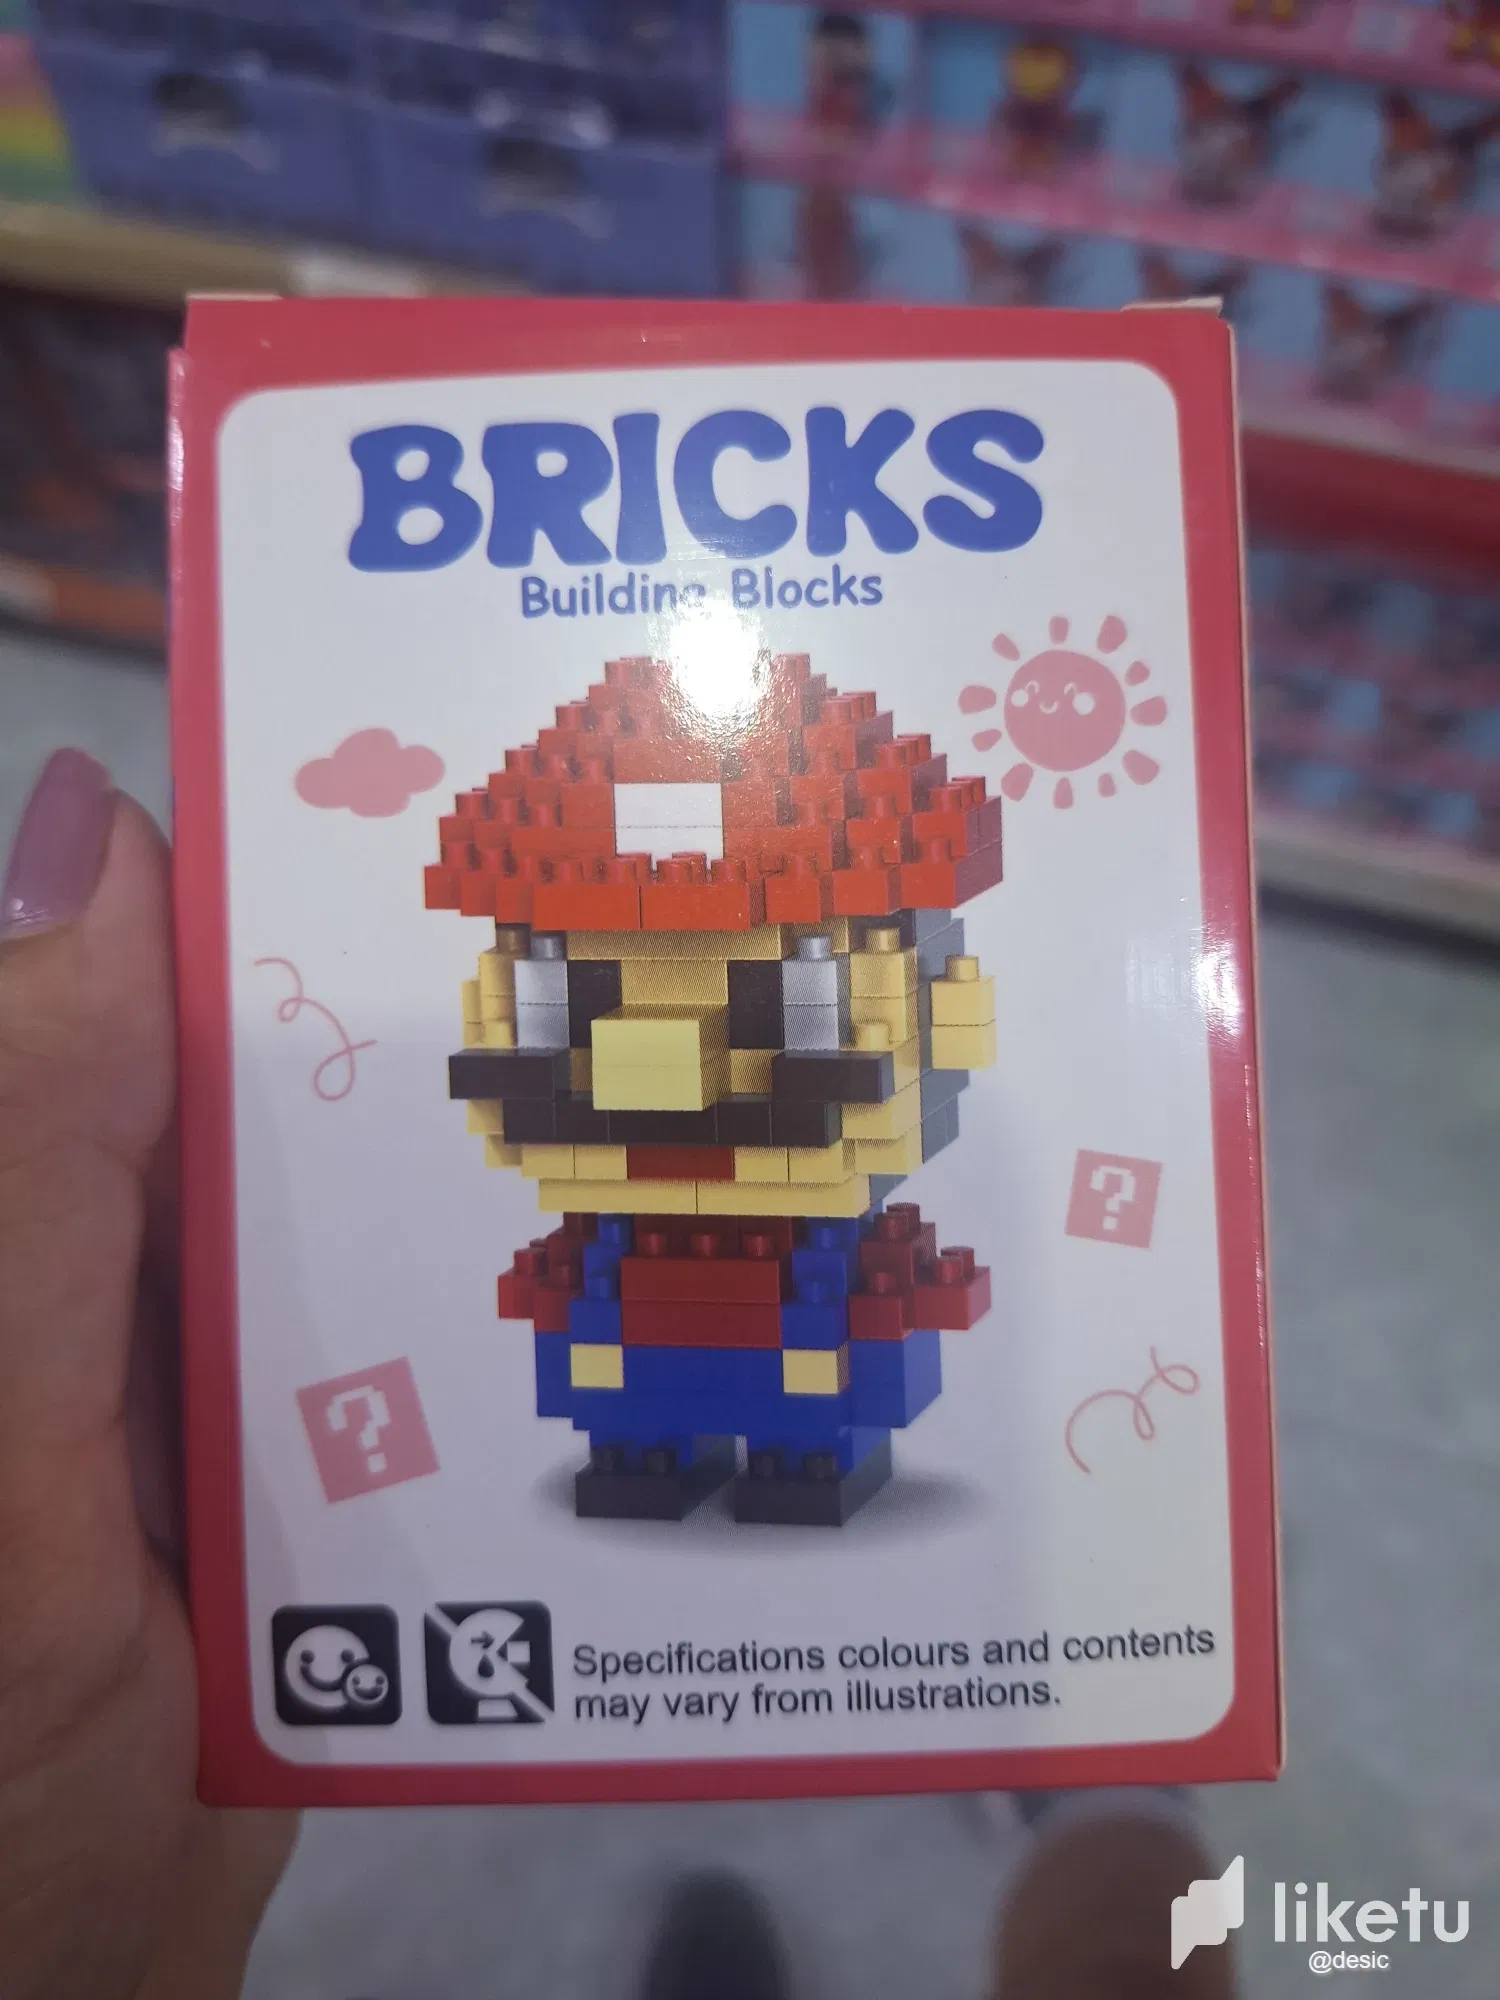 BRICKS
Building Blocks
?
?
Specifications colours and contents
may vary from illustrations.
liketu
@desic